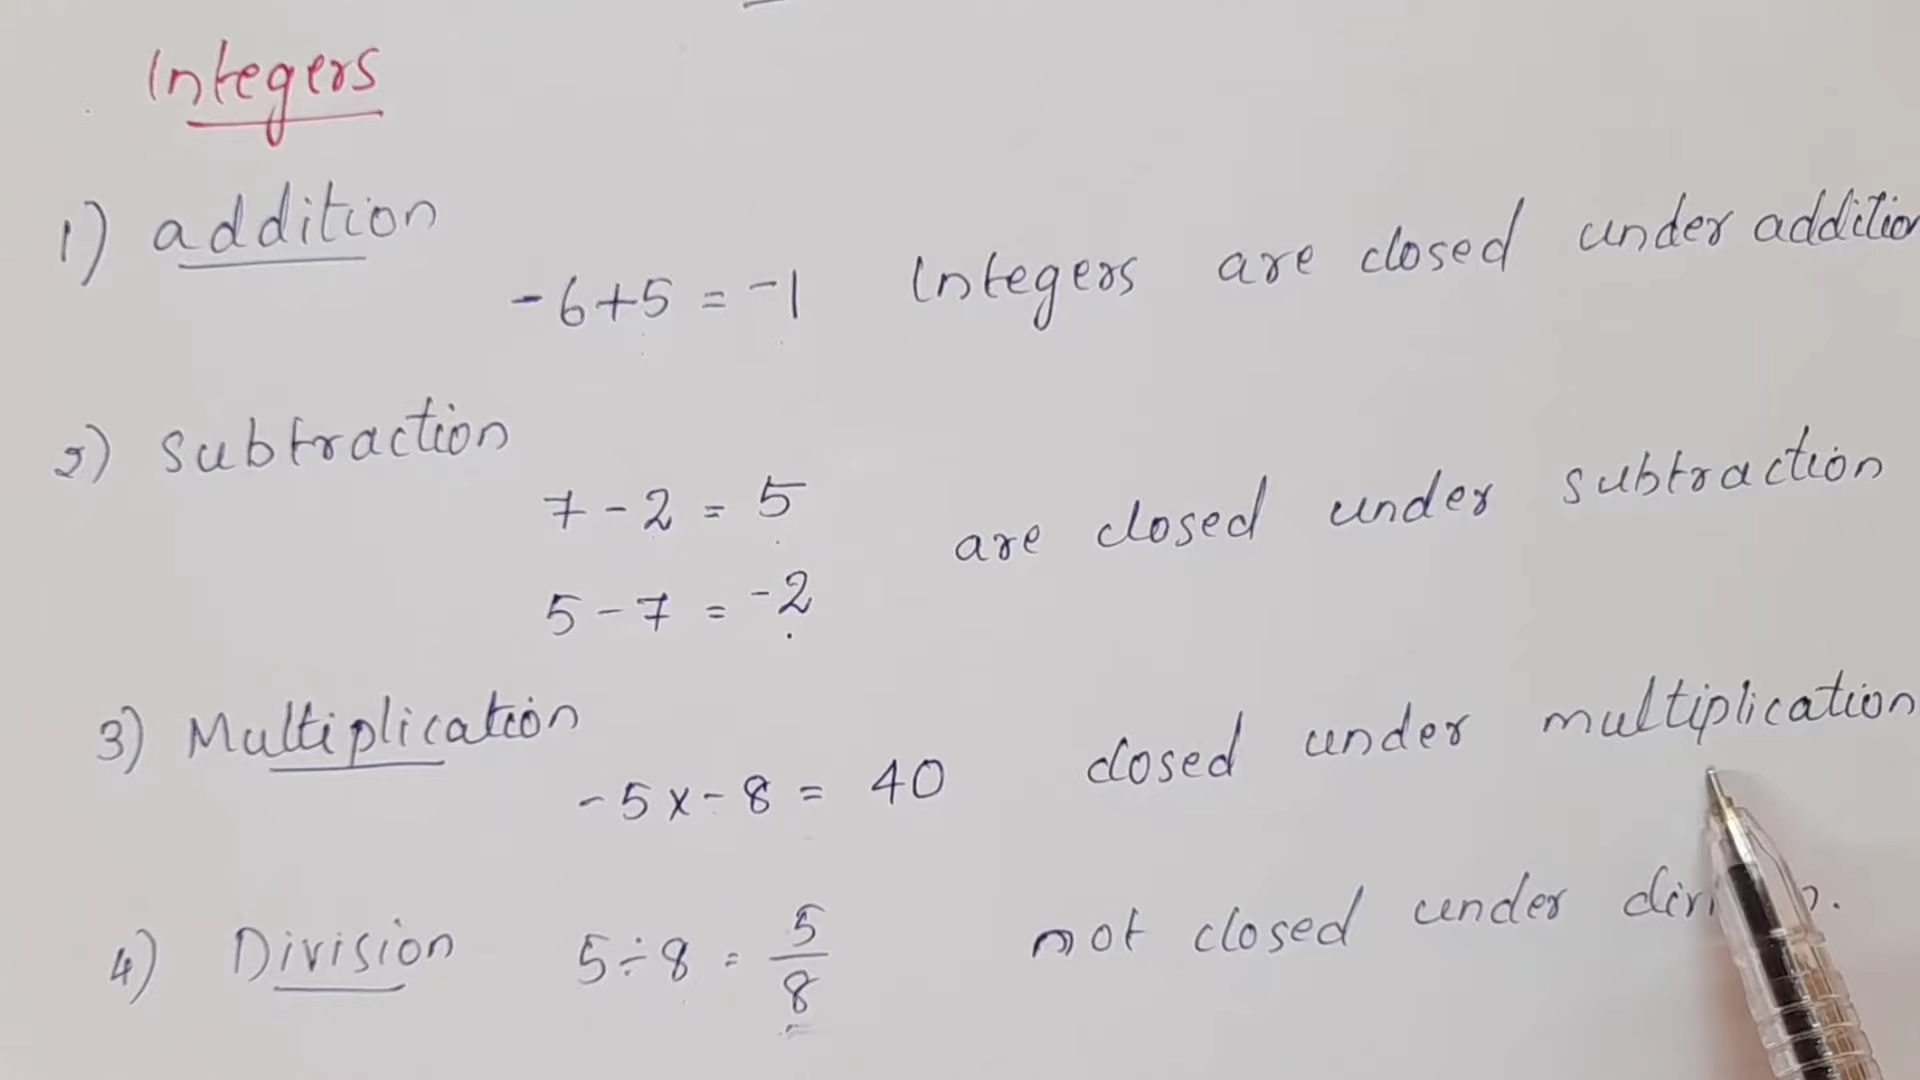 Integers
1) addition
-6+5 = -1 Integers are closed under addition
2) Subtraction
7-2 = 5
are closed under subtraction
5-7 = -2
3) Multiplication
-5x-8 = 40 closed under multiplication
4) Division 5÷8 = 5/8 not closed under